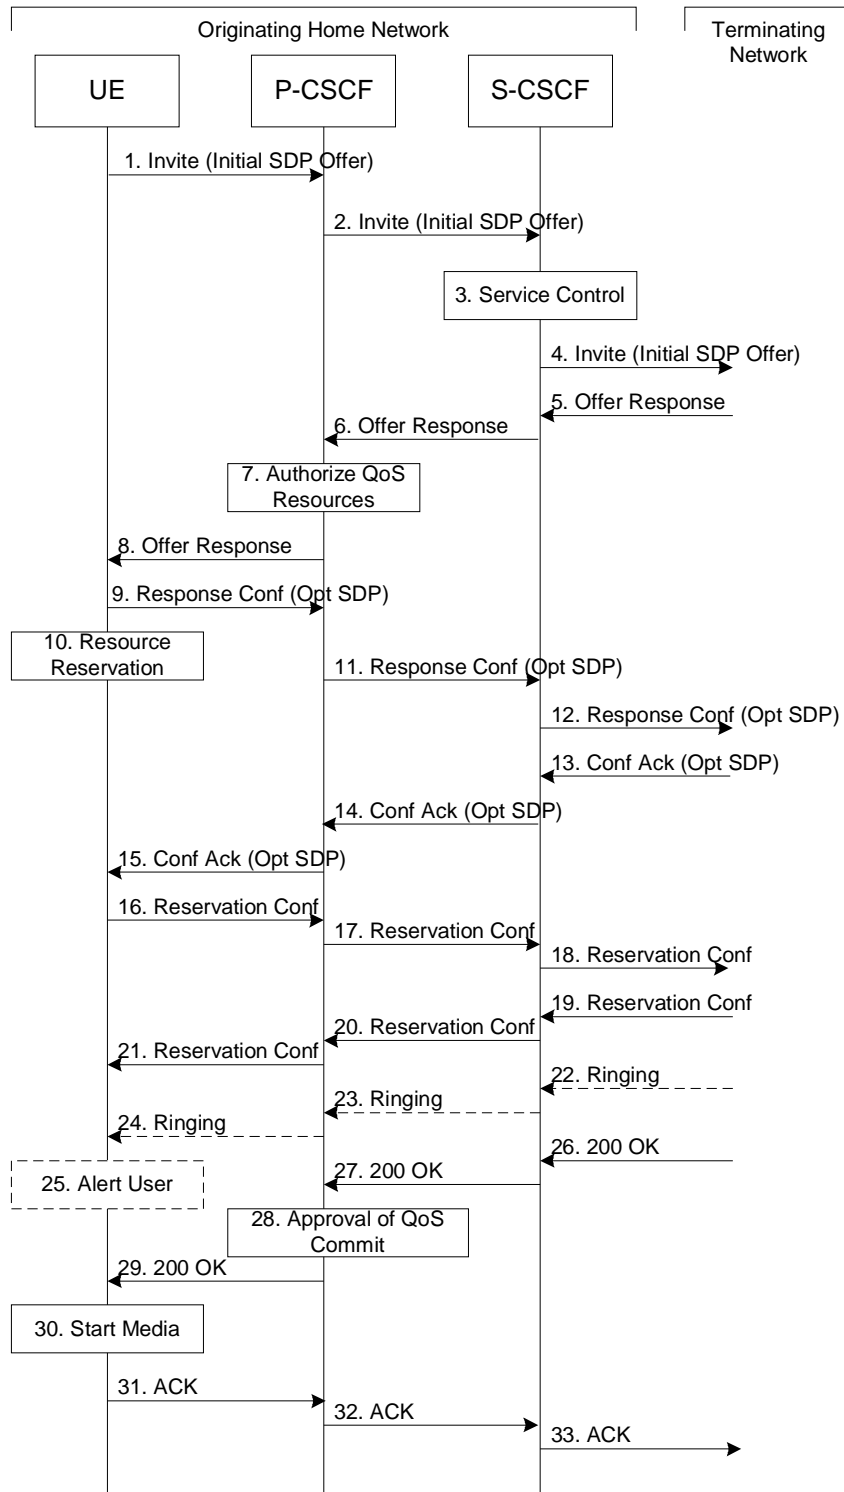 Originating Home Network
Terminating
Network
UE
P-CSCF
S-CSCF
1. Invite (Initial SDP Offer)
2. Invite (Initial SDP Offer)
3. Service Control
4. Invite (Initial SDP Offer)
5. Offer Response
6. Offer Response
7. Authorize QoS
Resources
8. Offer Response
9. Response Conf (Opt SDP)
10. Resource
Reservation
11. Response Conf (Opt SDP)
12. Response Conf (Opt SDP)
13. Conf Ack (Opt SDP)
14. Conf Ack (Opt SDP)
15. Conf Ack (Opt SDP)
16. Reservation Conf
17. Reservation Conf
18. Reservation Conf
19. Reservation Conf
20. Reservation Conf
21. Reservation Conf
22. Ringing
23. Ringing
24. Ringing
25. Alert User
26. 200 OK
27. 200 OK
28. Approval of QoS
Commit
29. 200 OK
30. Start Media
31. ACK
32. ACK
33. ACK